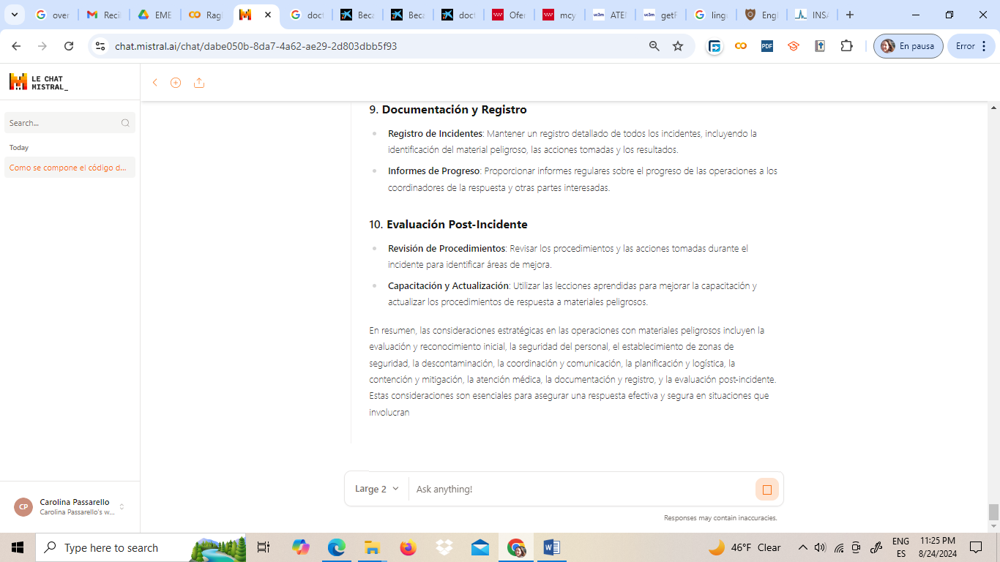 over
Reci
EME
Rag
doct
Beca
Beca
doct
Ofer
mcy
ATEI
getF
ling
Engl
INSA
chat.mistral.ai/chat/dabe050b-8da7-4a62-ae29-2d803dbb5f93
PDF
En pausa
Error
LE CHAT
MISTRAL_
Search...
Today
Como se compone el código d...
9. Documentación y Registro
Registro de Incidentes: Mantener un registro detallado de todos los incidentes, incluyendo la
identificación del material peligroso, las acciones tomadas y los resultados.
Informes de Progreso: Proporcionar informes regulares sobre el progreso de las operaciones a los
coordinadores de la respuesta y otras partes interesadas.
10. Evaluación Post-Incidente
Revisión de Procedimientos: Revisar los procedimientos y las acciones tomadas durante el
incidente para identificar áreas de mejora.
Capacitación y Actualización: Utilizar las lecciones aprendidas para mejorar la capacitación y
actualizar los procedimientos de respuesta a materiales peligrosos.
En resumen, las consideraciones estratégicas en las operaciones con materiales peligrosos incluyen la
evaluación y reconocimiento inicial, la seguridad del personal, el establecimiento de zonas de
seguridad, la descontaminación, la coordinación y comunicación, la planificación y logística, la
contención y mitigación, la atención médica, la documentación y registro, y la evaluación post-incidente.
Estas consideraciones son esenciales para asegurar una respuesta efectiva y segura en situaciones que
involucran
Large 2
Ask anything!
Responses may contain inaccuracies.
CP
Carolina Passarello
Carolina Passarello's w...
Type here to search
46°F Clear
ENG
ES
11:25 PM
8/24/2024